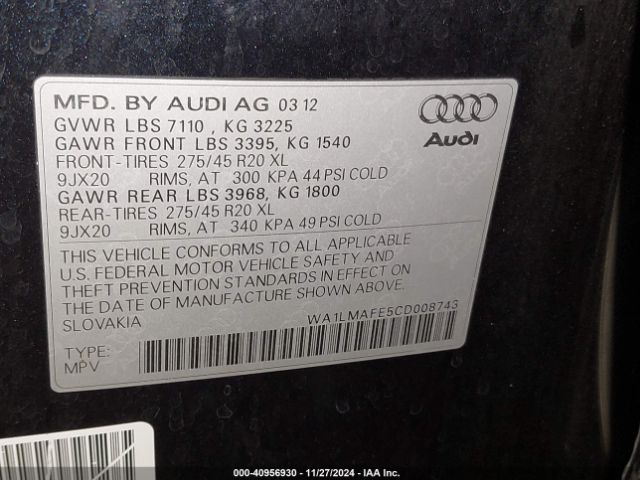 MFD. BY AUDI AG 03 12
GVWR LBS 7110 , KG 3225
GAWR FRONT LBS 3395, KG 1540
FRONT-TIRES 275/45 R20 XL
9JX20 RIMS, AT 300 KPA 44 PSI COLD
GAWR REAR LBS 3968, KG 1800
REAR-TIRES 275/45 R20 XL
9JX20 RIMS, AT 340 KPA 49 PSI COLD
Audi
THIS VEHICLE CONFORMS TO ALL APPLICABLE
U.S. FEDERAL MOTOR VEHICLE SAFETY AND
THEFT PREVENTION STANDARDS IN EFFECT ON
THE DATE OF MANUFACTURE SHOWN ABOVE.
SLOVAKIA
WA1LMAFE5CD008743
TYPE:
MPV
000-40956930 - 11/27/2024 - IAA Inc.